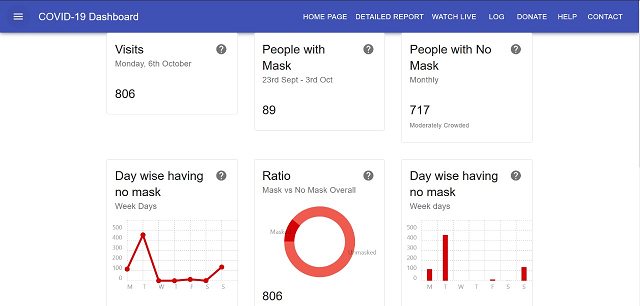 COVID-19 Dashboard
HOME PAGE DETAILED REPORT WATCH LIVE LOG DONATE HELP CONTACT
Visits
Monday, 6th October
806
People with
Mask
23rd Sept - 3rd Oct
89
People with No
Mask
Monthly
717
Moderately Crowded
Day wise having
no mask
Week Days
500
400
300
200
100
0
M T W T F S S
Ratio
Mask vs No Mask Overall
Masked
Unmasked
806
Day wise having
no mask
Week days
500
400
300
200
100
0
M T W T F S S